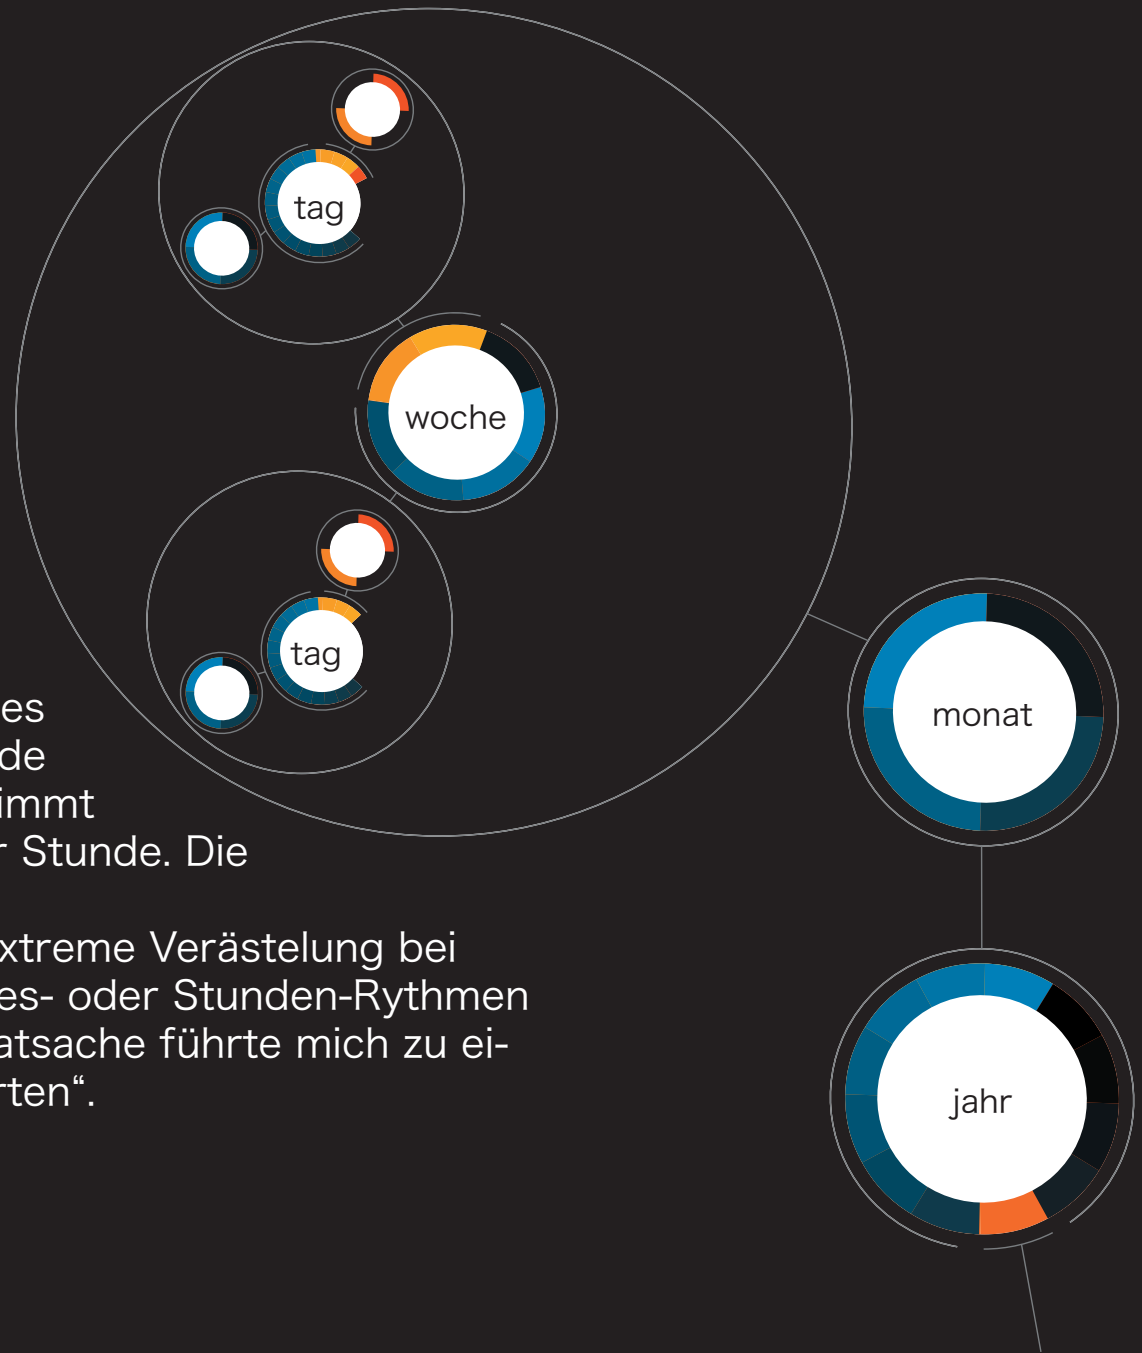 tag
woche
tag
monat
jahr
es
de
immt
r Stunde. Die
xtreme Verästelung bei
es- oder Stunden-Rythmen
atsache führte mich zu ei-
rten“.